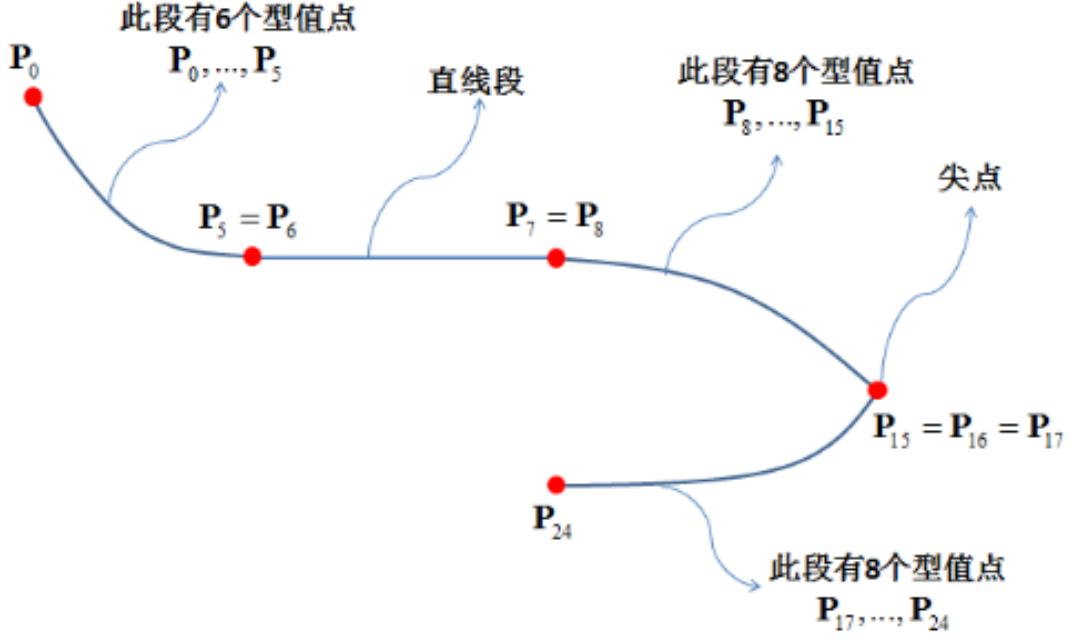 此段有6个型值点
P₀,...,P₅
P₀
直线段
此段有8个型值点
P₈,...,P₁₅
尖点
P₅ = P₆
P₇ = P₈
P₁₅ = P₁₆ = P₁₇
P₂₄
此段有8个型值点
P₁₇,...,P₂₄